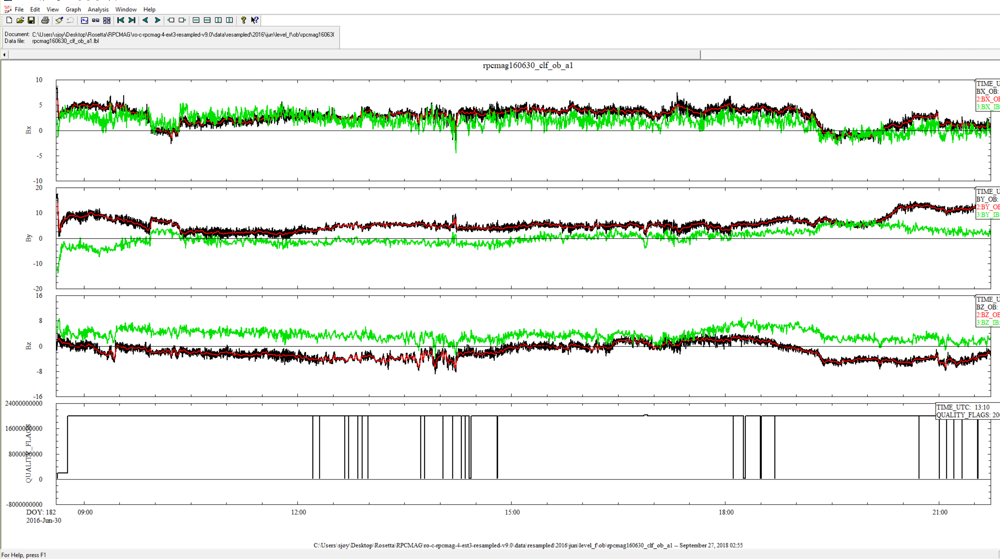 File Edit View Graph Analysis Window Help
Document: C:\Users\sjoy\Desktop\Rosetta\RPCMAG\ro-c-rpcmag-4-ext3-resampled-v9.0\data\resampled\2016\jun\level_f\ob\rpcmag16063(
Data file: rpcmag160630_clf_ob_a1.lbl
rpcmag160630_clf_ob_a1
10
5
0
-5
-10
Bx
TIME_U
BX_OB:
2:BX_OB
3:BX_IB
20
10
0
-10
-20
By
TIME_U
BY_OB:
2:BY_OB
3:BY_IB
16
8
0
-8
-16
Bz
TIME_U
BZ_OB:
2:BZ_OB
3:BZ_IB
24000000000
16000000000
8000000000
0
-8000000000
QUALITY_FLAGS
TIME_UTC: 13:10
QUALITY_FLAGS: 20
DOY: 182 09:00 12:00 15:00 18:00 21:00
2016-Jun-30
C:\Users\sjoy\Desktop\Rosetta\RPCMAG\ro-c-rpcmag-4-ext3-resampled-v9.0\data\resampled\2016\jun\level_f\ob\rpcmag160630_clf_ob_a1 -- September 27, 2018 02:55
For Help, press F1